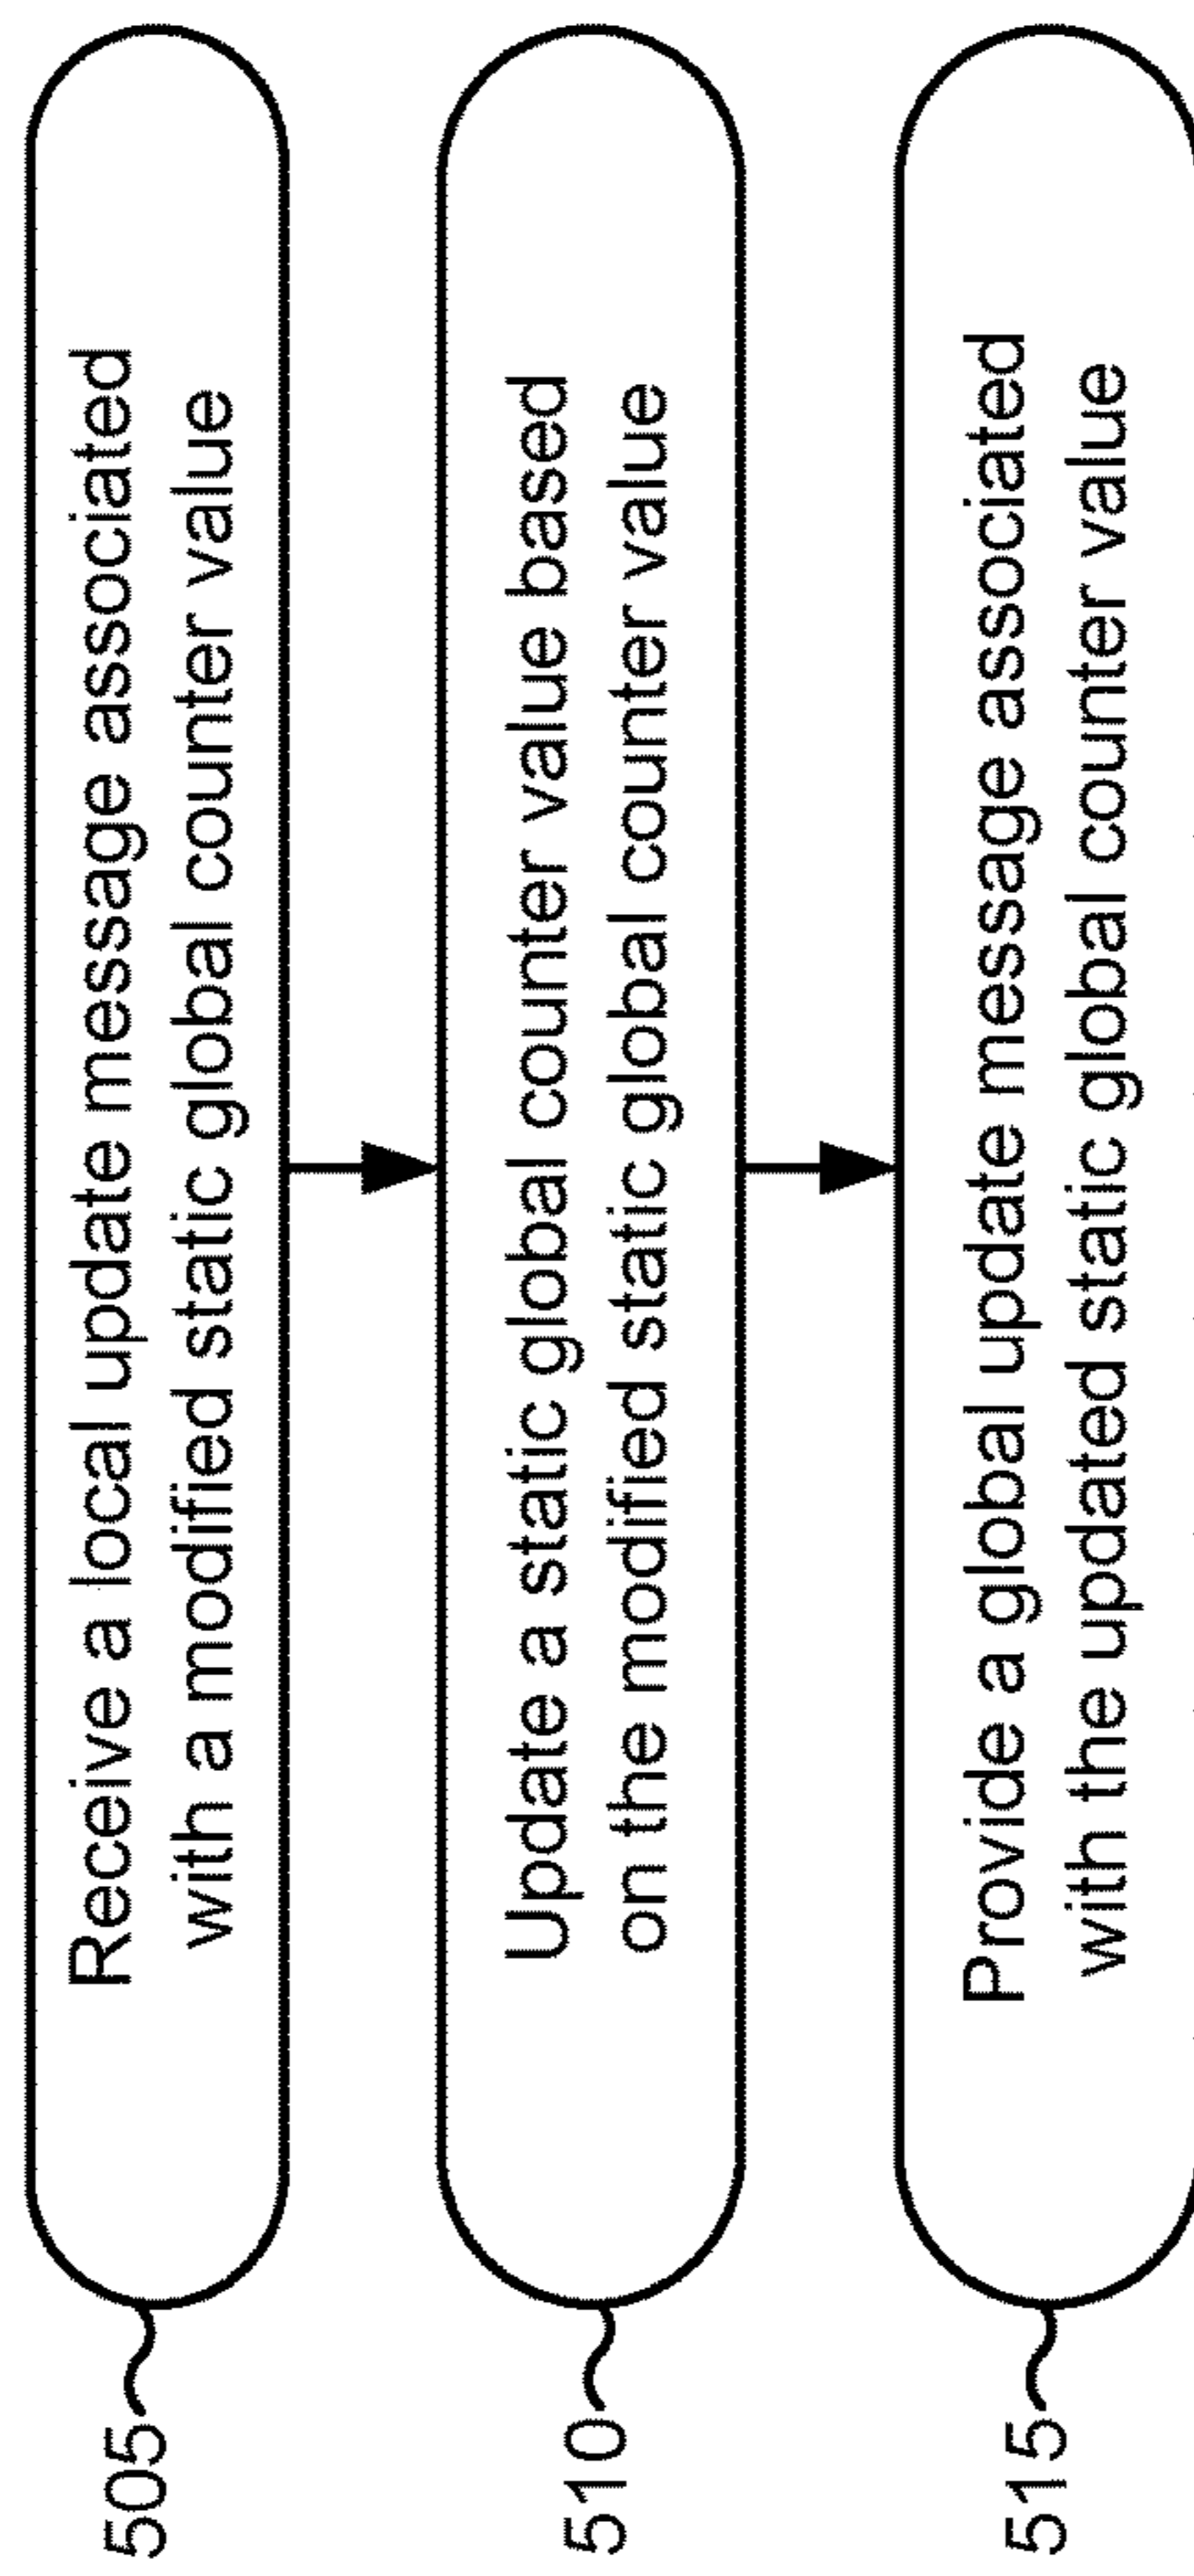 505
Receive a local update message associated
with a modified static global counter value
510
Update a static global counter value based
on the modified static global counter value
515
Provide a global update message associated
with the updated static global counter value